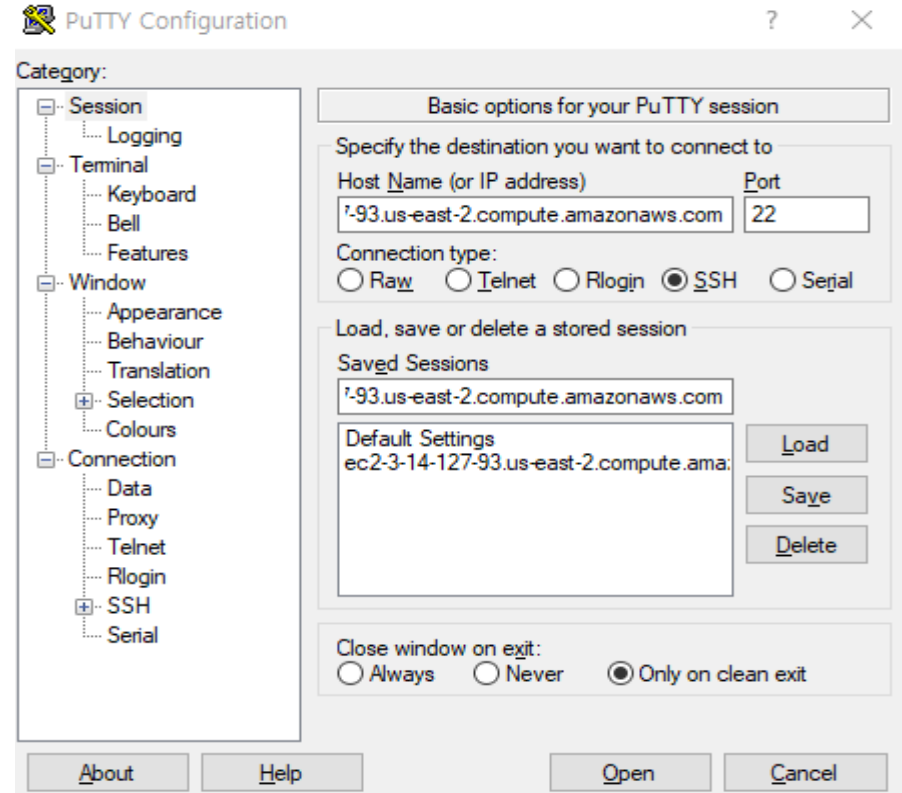 PuTTY Configuration
?
Category:
Session
Logging
Terminal
Keyboard
Bell
Features
Window
Appearance
Behaviour
Translation
Selection
Colours
Connection
Data
Proxy
Telnet
Rlogin
SSH
Serial
Basic options for your PuTTY session
Specify the destination you want to connect to
Host Name (or IP address) Port
-93.us-east-2.compute.amazonaws.com 22
Connection type:
Raw Telnet Rlogin SSH Serial
Load, save or delete a stored session
Saved Sessions
-93.us-east-2.compute.amazonaws.com
Default Settings
ec2-3-14-127-93.us-east-2.compute.ama
Load
Save
Delete
Close window on exit:
Always Never Only on clean exit
About Help Open Cancel